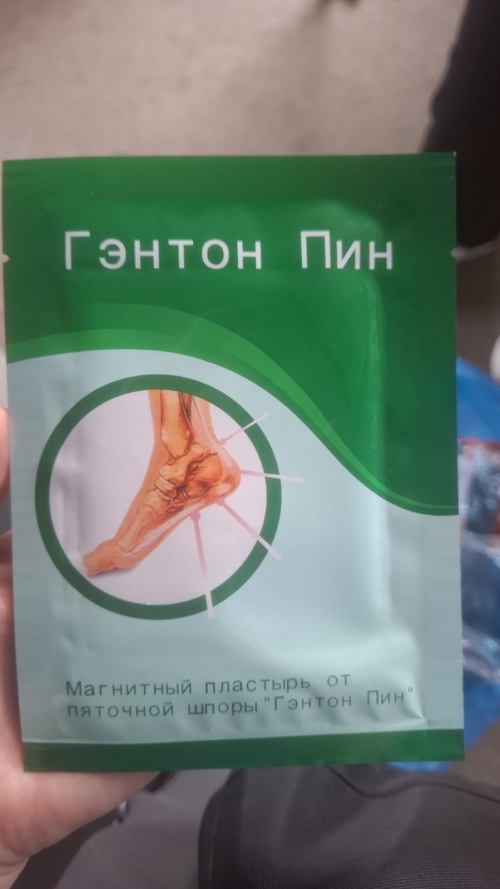 Гэнтон Пин
Магнитный пластырь от
пяточной шпоры "Гэнтон Пин"